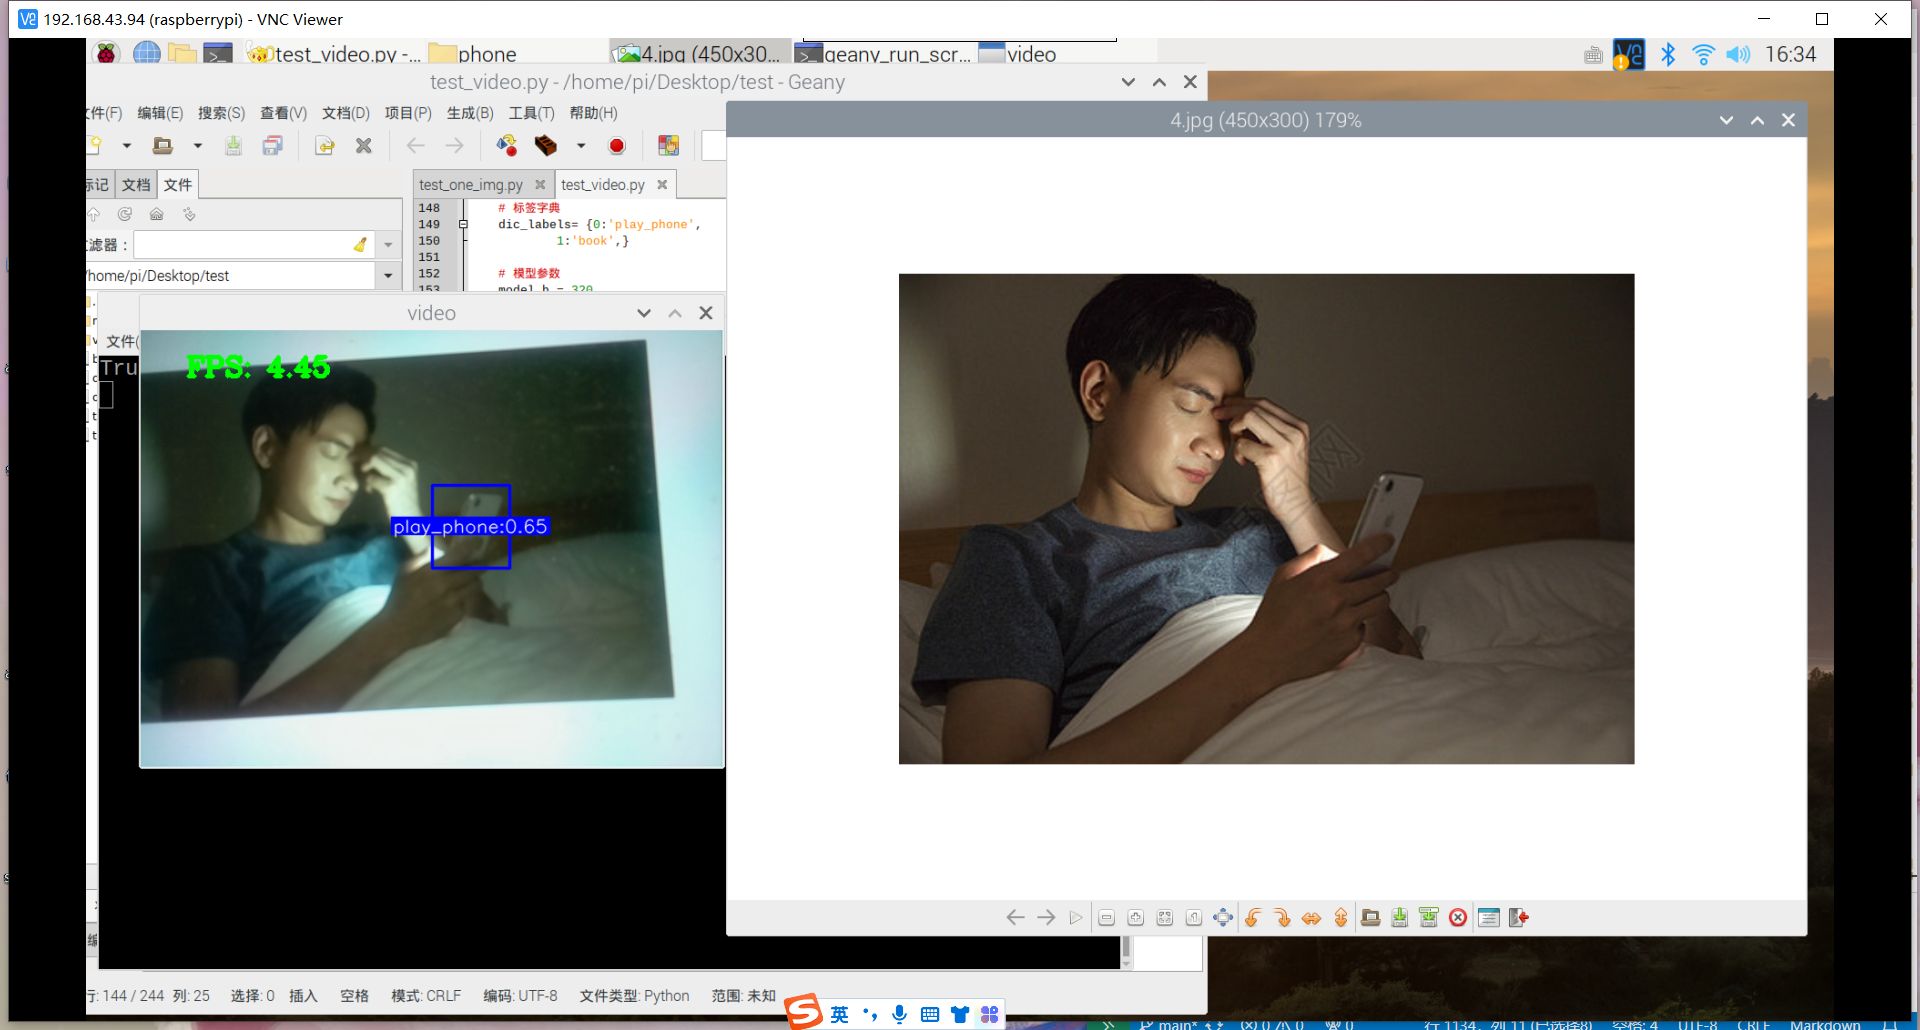 192.168.43.94 (raspberrypi) - VNC Viewer
test_video.py -...
phone
4.jpg (450x30...
geany_run_scr...
video
16:34
test_video.py - /home/pi/Desktop/test - Geany
文件(F) 编辑(E) 搜索(S) 查看(V) 文档(D) 项目(P) 生成(B) 工具(T) 帮助(H)
标记 文档 文件
过滤器：
/home/pi/Desktop/test
test_one_img.py
test_video.py
148 # 标签字典
149 dic_labels= {0:'play_phone',
150 1:'book',}
151
152 # 模型参数
153 model_h = 320
video
文件(
Tru
FPS: 4.45
play_phone:0.65
4.jpg (450x300) 179%
行: 144 / 244 列: 25 选择: 0 插入 空格 模式: CRLF 编码: UTF-8 文件类型: Python 范围: 未知
英
main* 0 0 0 行 1134, 列 11 (已选择8) 空格: 4 UTF-8 CRLF Markdown